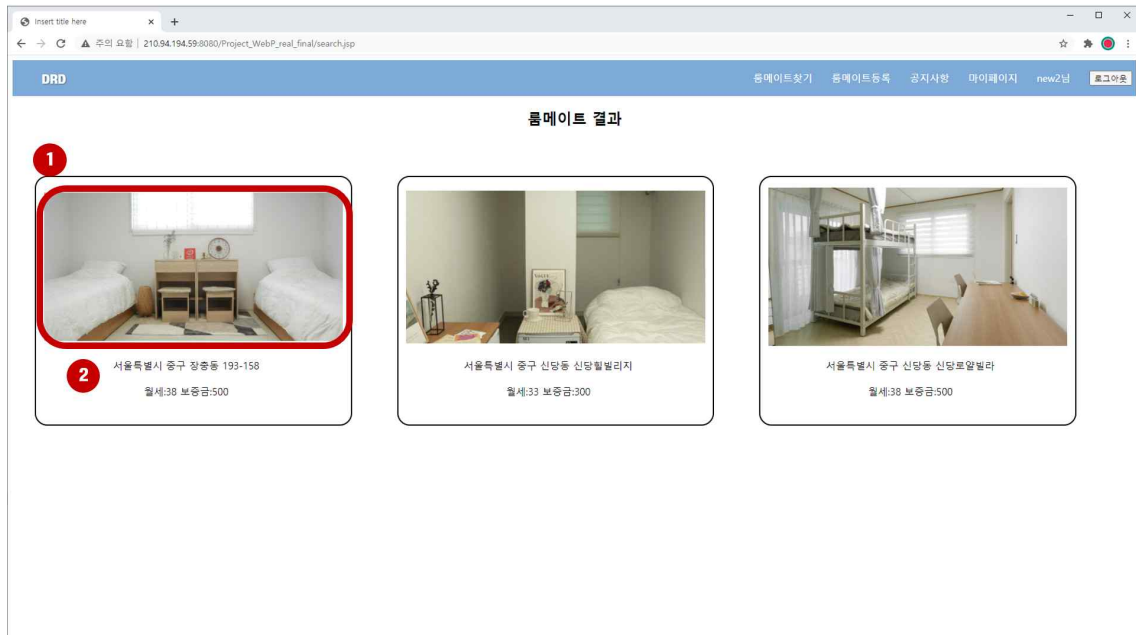 Insert title here
주의 요함 | 210.94.194.59:8080/Project_WebP_real_final/search.jsp
DRD 룸메이트찾기 룸메이트등록 공지사항 마이페이지 new2님 로그아웃
룸메이트 결과
1
2
서울특별시 중구 장충동 193-158
월세:38 보증금:500
서울특별시 중구 신당동 신당힐빌리지
월세:33 보증금:300
서울특별시 중구 신당동 신당로얄빌라
월세:38 보증금:500